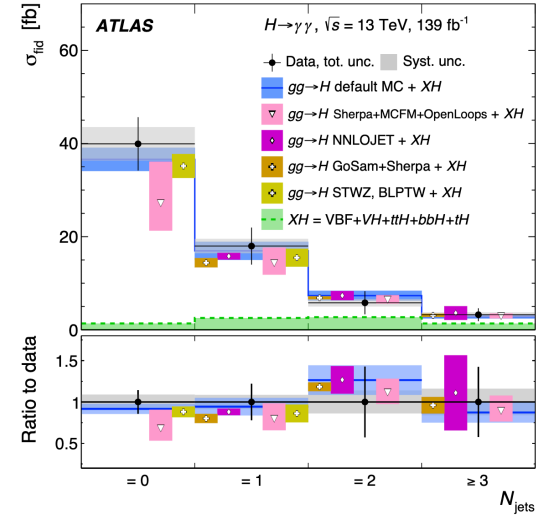 ATLAS H→γγ, √s = 13 TeV, 139 fb⁻¹
σ_fid [fb]
Data, tot. unc. Syst. unc.
gg→H default MC + XH
gg→H Sherpa+MCFM+OpenLoops + XH
gg→H NNLOJET + XH
gg→H GoSam+Sherpa + XH
gg→H STWZ, BLPTW + XH
XH = VBF+VH+ttH+bbH+tH
60
40
20
0
Ratio to data
1.5
1
0.5
= 0 = 1 = 2 ≥ 3
N_jets